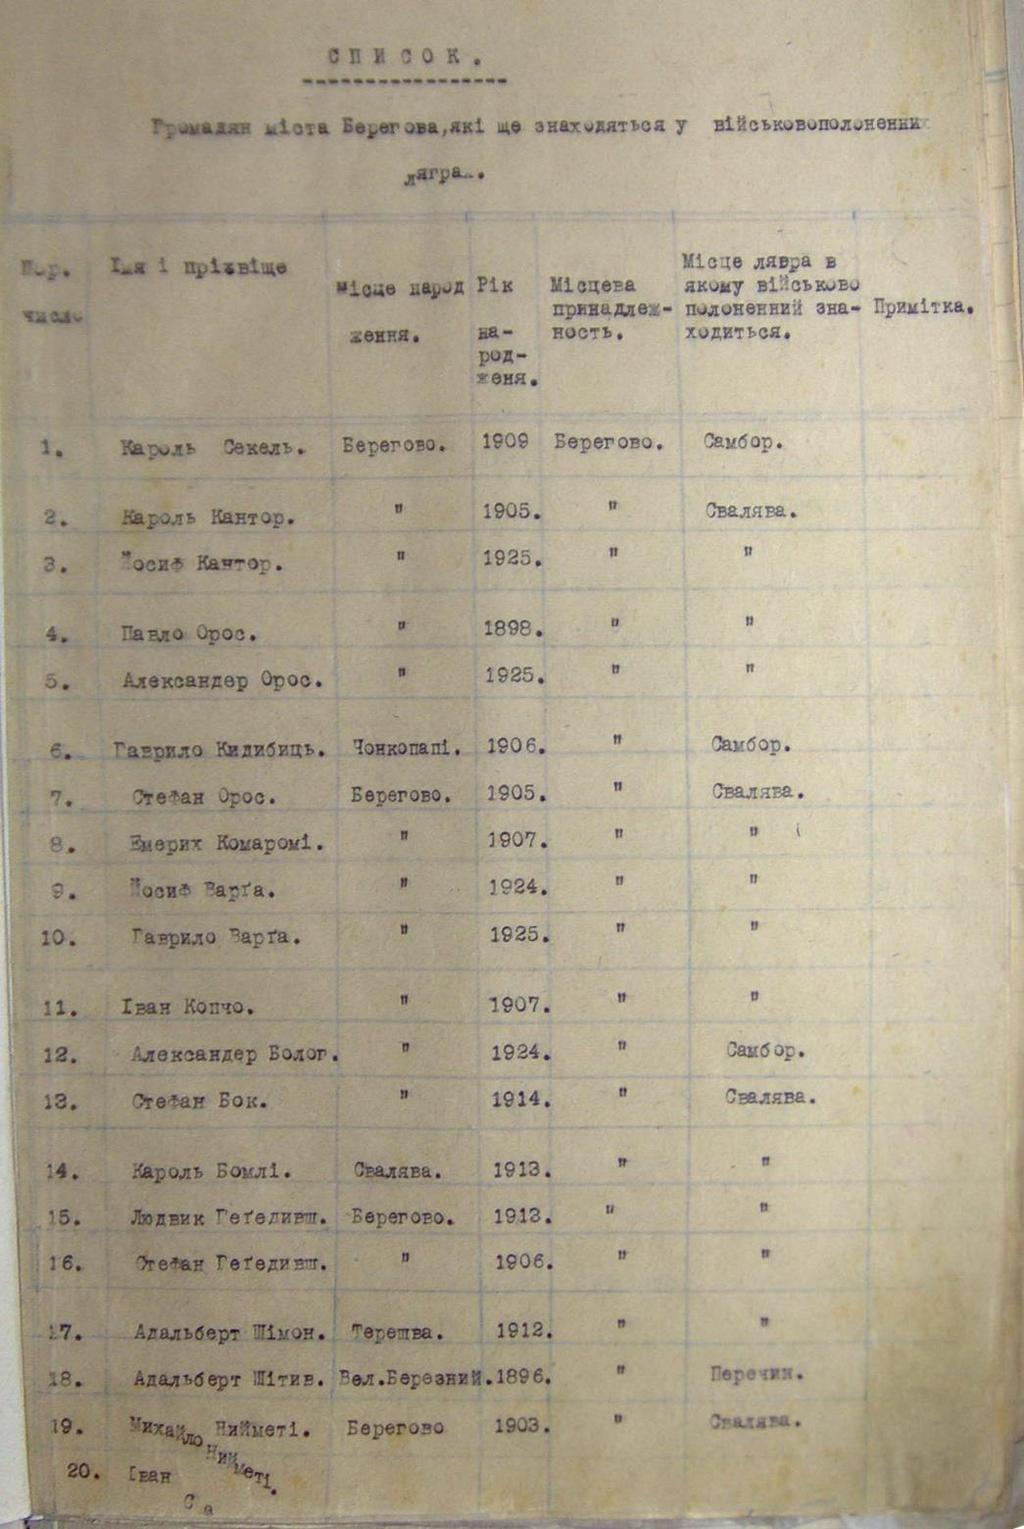 СПИСОК.
Громадян міста Берегова,які ще знаходяться у військовополонених
лягра...
Пор. число
Імя і прізвіще
місце народ ження.
Рік на- род- женя.
Місцева принадлеж- ность.
Місце лявра в якому військово полоненний зна- ходиться.
Примітка.
1. Кароль Секель. Берегово. 1909 Берегово. Самбор.
2. Кароль Кантор. " 1905. " Свалява.
3. Йосиф Кантор. " 1925. " "
4. Павло Орос. " 1898. " "
5. Александер Орос. " 1925. " "
6. Гаврило Килибиць. Чонкопапі. 1906. " Самбор.
7. Стефан Орос. Берегово. 1905. " Свалява.
8. Емерих Комаромі. " 1907. " "
9. Йосиф Варґа. " 1924. " "
10. Гаврило Варґа. " 1925. " "
11. Іван Копчо. " 1907. " "
12. Александер Болог. " 1924. " Самбор.
13. Стефан Бок. " 1914. " Свалява.
14. Кароль Бомлі. Свалява. 1913. " "
15. Людвик Геґедивш. Берегово. 1913. " "
16. Стефан Геґедивш. " 1906. " "
17. Адальберт Шімон. Терешва. 1912. " "
18. Адальберт Шітив. Вел.Березний. 1896. " Перечин.
19. Михайло Нийметі. Берегово 1903. " Свалява.
20. Іван Нийметі.